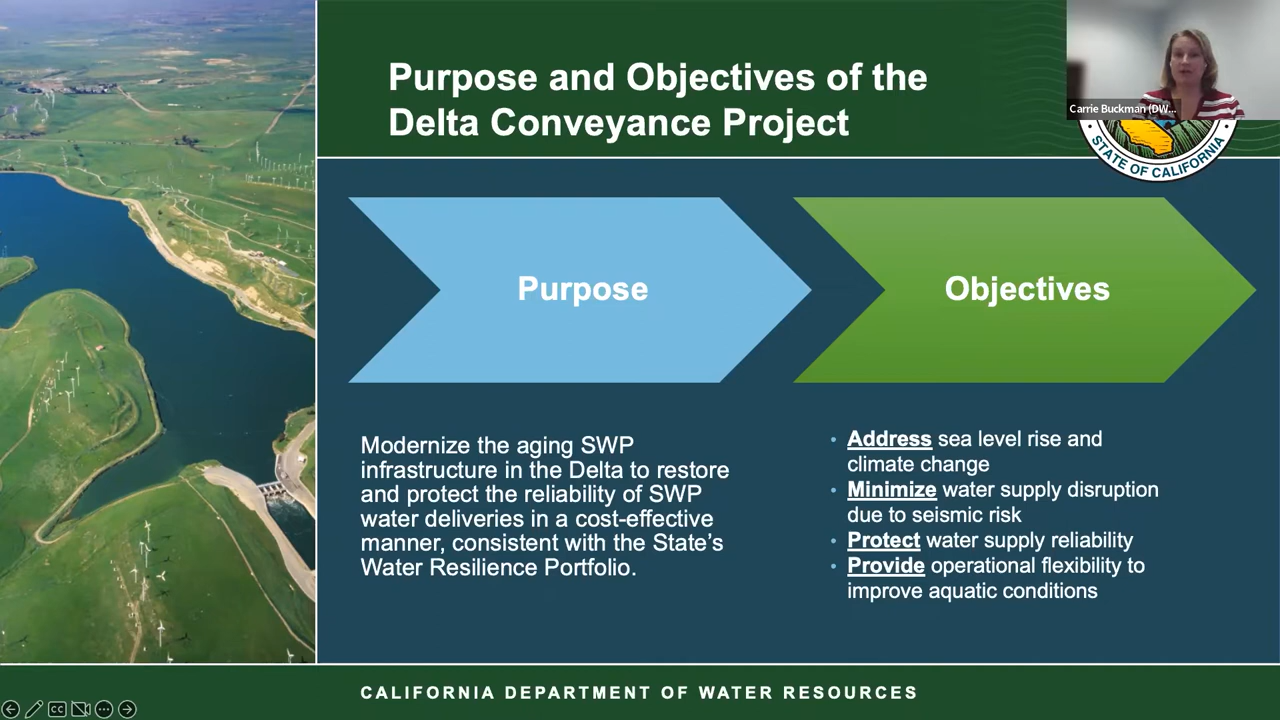 Purpose and Objectives of the
Delta Conveyance Project
Carrie Buckman (DW...
STATE OF CALIFORNIA
Purpose
Objectives
Modernize the aging SWP
infrastructure in the Delta to restore
and protect the reliability of SWP
water deliveries in a cost-effective
manner, consistent with the State’s
Water Resilience Portfolio.
• Address sea level rise and
climate change
• Minimize water supply disruption
due to seismic risk
• Protect water supply reliability
• Provide operational flexibility to
improve aquatic conditions
CALIFORNIA DEPARTMENT OF WATER RESOURCES
CC